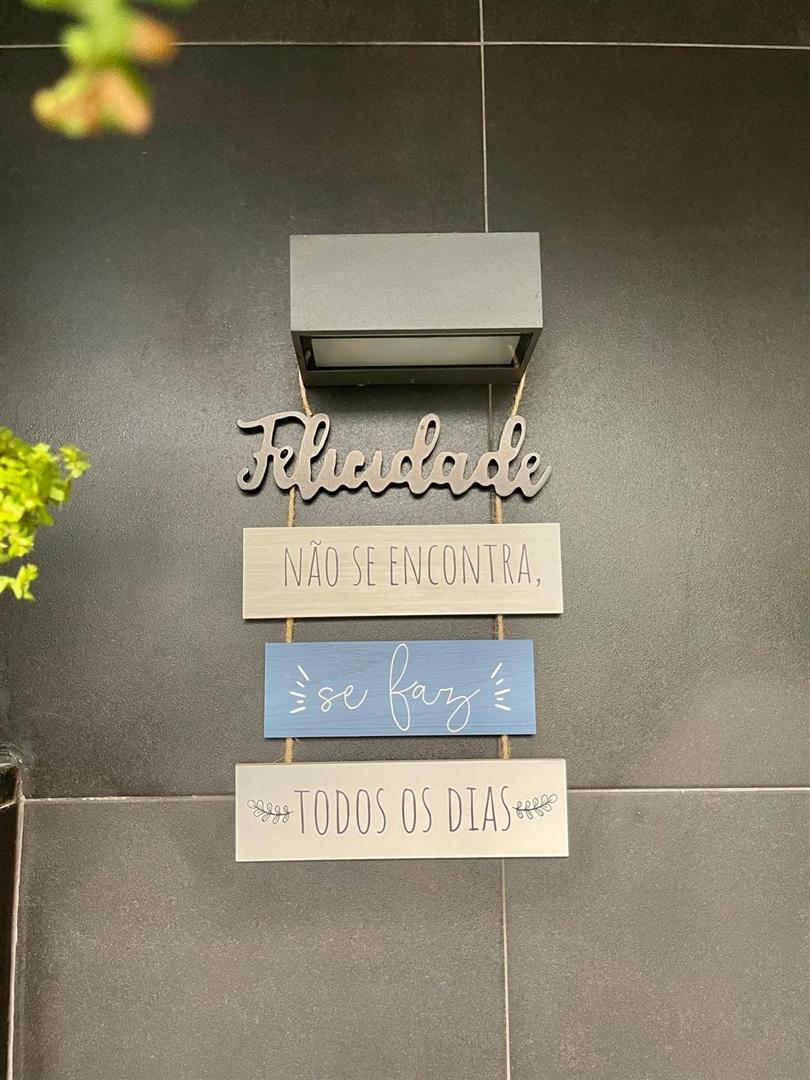 Felicidade
NÃO SE ENCONTRA,
se faz
TODOS OS DIAS